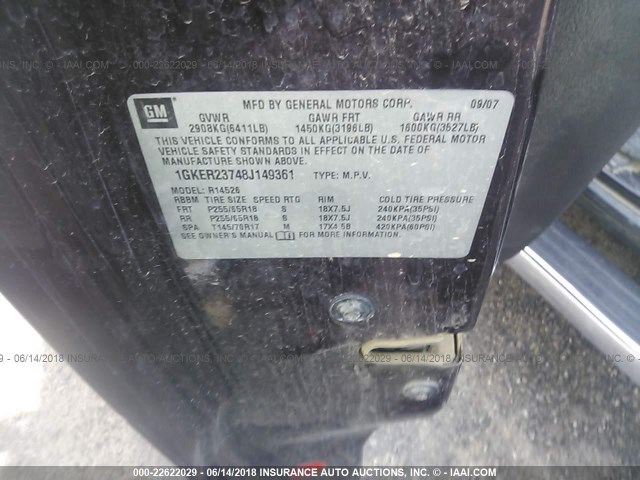 GM
MFD BY GENERAL MOTORS CORP. 09/07
GVWR GAWR FRT GAWR RR
2908KG(6411LB) 1450KG(3196LB) 1600KG(3527LB)
THIS VEHICLE CONFORMS TO ALL APPLICABLE U.S. FEDERAL MOTOR
VEHICLE SAFETY STANDARDS IN EFFECT ON THE DATE OF
MANUFACTURE SHOWN ABOVE.
1GKER23748J149361 TYPE: M.P.V.
MODEL: R14526
RBBM TIRE SIZE SPEED RTG RIM COLD TIRE PRESSURE
FRT P255/65R18 S 18X7.5J 240KPA(35PSI)
RR P255/65R18 S 18X7.5J 240KPA(35PSI)
SPA T145/70R17 M 17X4.5B 420KPA(60PSI)
SEE OWNER'S MANUAL FOR MORE INFORMATION.
000-22622029 - 06/14/2018 INSURANCE AUTO AUCTIONS.SM - © - IAAI.COM